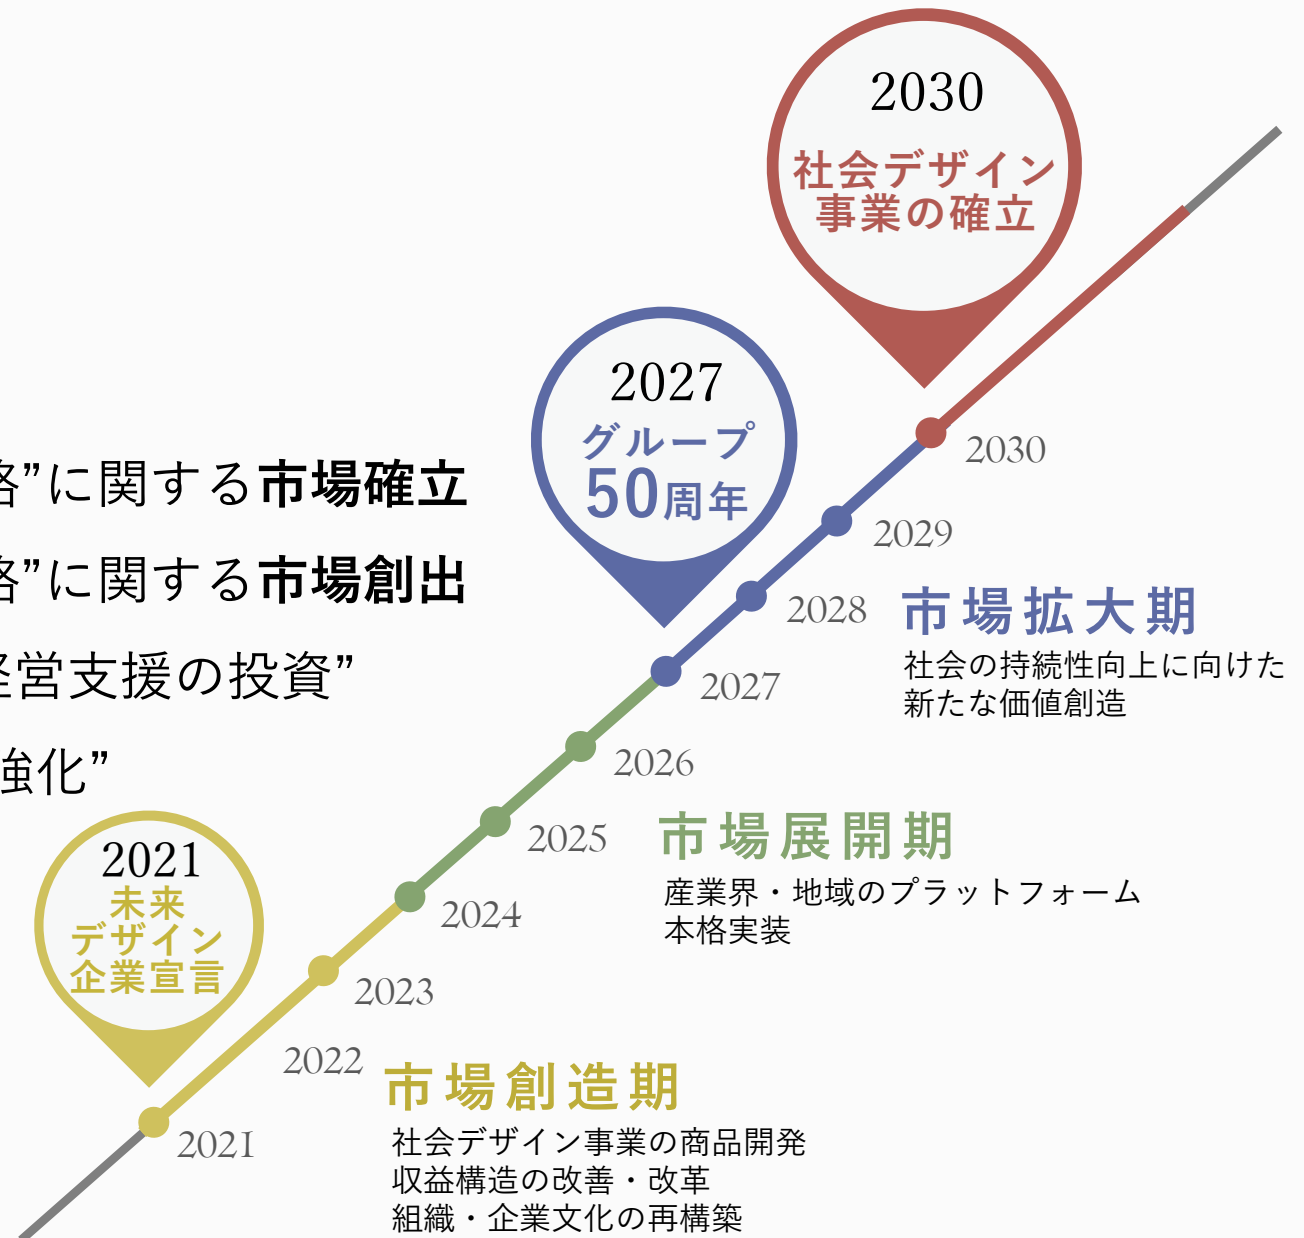 2030
社会デザイン
事業の確立
2027
グループ
50周年
2030
”に関する市場確立
2029
”に関する市場創出
2028
市場拡大期
社会の持続性向上に向けた
新たな価値創造
営支援の投資”
2027
強化”
2026
2025
市場展開期
産業界・地域のプラットフォーム
本格実装
2021
未来
デザイン
企業宣言
2024
2023
2022
市場創造期
社会デザイン事業の商品開発
収益構造の改善・改革
組織・企業文化の再構築
2021